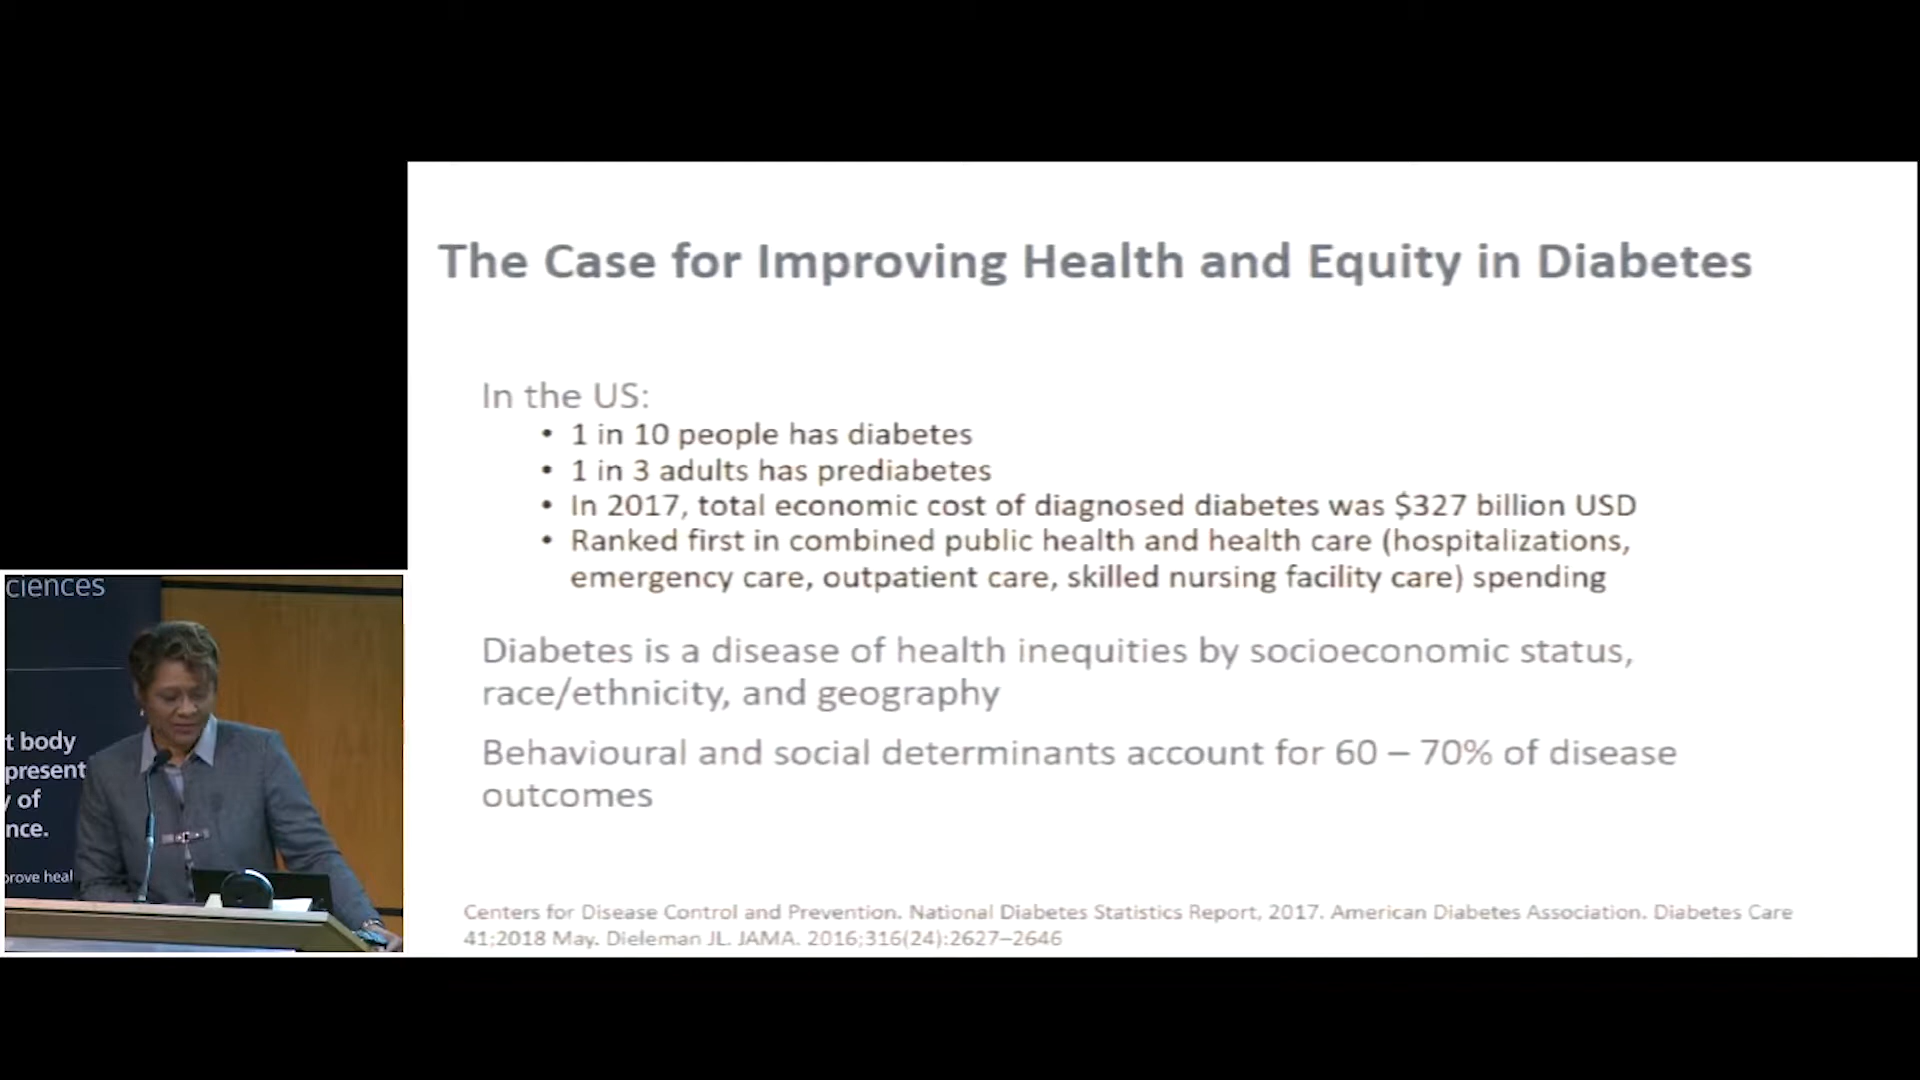 The Case for Improving Health and Equity in Diabetes
In the US:
• 1 in 10 people has diabetes
• 1 in 3 adults has prediabetes
• In 2017, total economic cost of diagnosed diabetes was $327 billion USD
• Ranked first in combined public health and health care (hospitalizations,
emergency care, outpatient care, skilled nursing facility care) spending
Diabetes is a disease of health inequities by socioeconomic status,
race/ethnicity, and geography
Behavioural and social determinants account for 60 – 70% of disease
outcomes
Centers for Disease Control and Prevention. National Diabetes Statistics Report, 2017. American Diabetes Association. Diabetes Care
41;2018 May. Dieleman JL. JAMA. 2016;316(24):2627–2646
ciences
t body
present
y of
nce.
prove heal